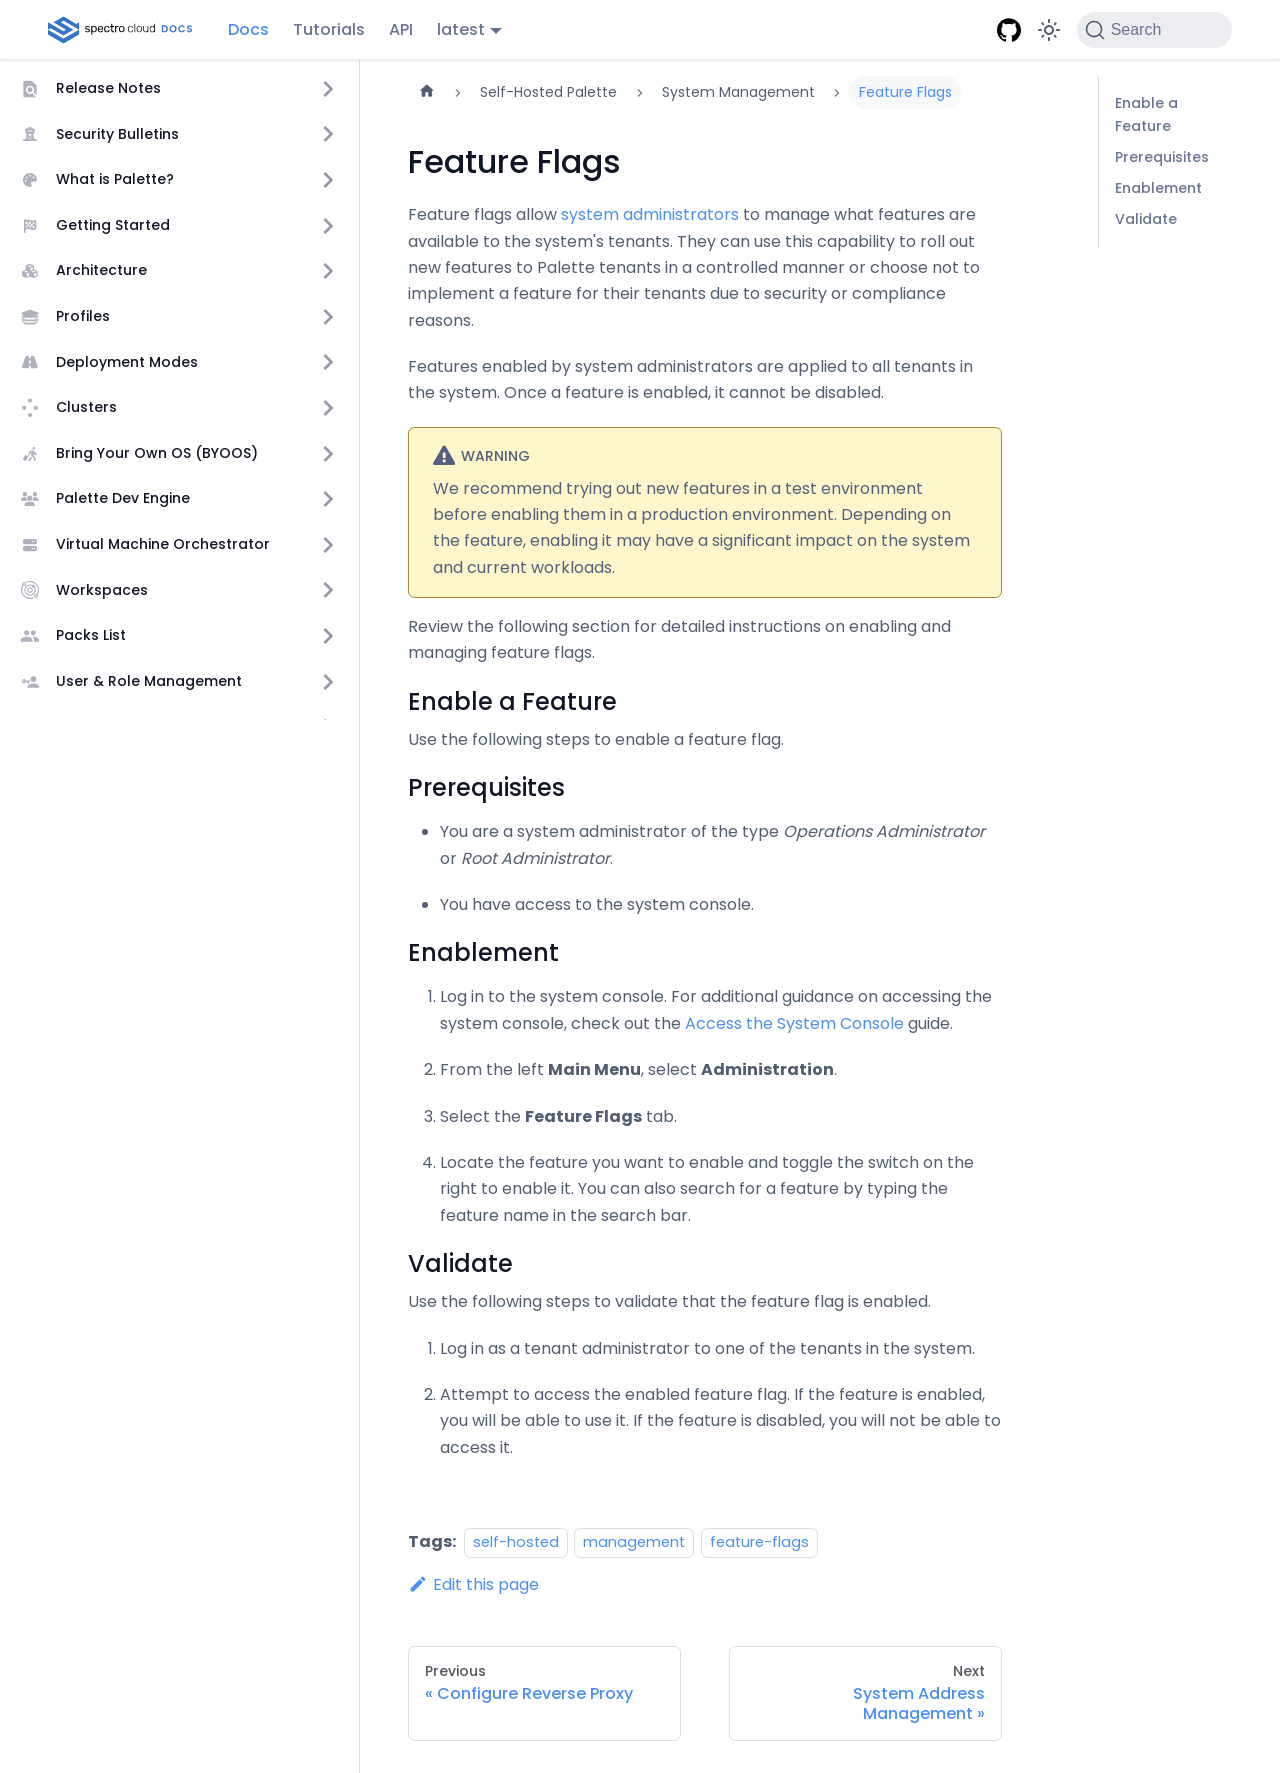 spectro cloud DOCS
Docs
Tutorials
API
latest
Search
Release Notes
Security Bulletins
What is Palette?
Getting Started
Architecture
Profiles
Deployment Modes
Clusters
Bring Your Own OS (BYOOS)
Palette Dev Engine
Virtual Machine Orchestrator
Workspaces
Packs List
User & Role Management
Self-Hosted Palette
System Management
Feature Flags
Feature Flags
Feature flags allow system administrators to manage what features are
available to the system's tenants. They can use this capability to roll out
new features to Palette tenants in a controlled manner or choose not to
implement a feature for their tenants due to security or compliance
reasons.
Features enabled by system administrators are applied to all tenants in
the system. Once a feature is enabled, it cannot be disabled.
WARNING
We recommend trying out new features in a test environment
before enabling them in a production environment. Depending on
the feature, enabling it may have a significant impact on the system
and current workloads.
Review the following section for detailed instructions on enabling and
managing feature flags.
Enable a Feature
Use the following steps to enable a feature flag.
Prerequisites
• You are a system administrator of the type Operations Administrator
or Root Administrator.
• You have access to the system console.
Enablement
1. Log in to the system console. For additional guidance on accessing the
system console, check out the Access the System Console guide.
2. From the left Main Menu, select Administration.
3. Select the Feature Flags tab.
4. Locate the feature you want to enable and toggle the switch on the
right to enable it. You can also search for a feature by typing the
feature name in the search bar.
Validate
Use the following steps to validate that the feature flag is enabled.
1. Log in as a tenant administrator to one of the tenants in the system.
2. Attempt to access the enabled feature flag. If the feature is enabled,
you will be able to use it. If the feature is disabled, you will not be able to
access it.
Tags: self-hosted management feature-flags
Edit this page
Previous
« Configure Reverse Proxy
Next
System Address
Management »
Enable a
Feature
Prerequisites
Enablement
Validate